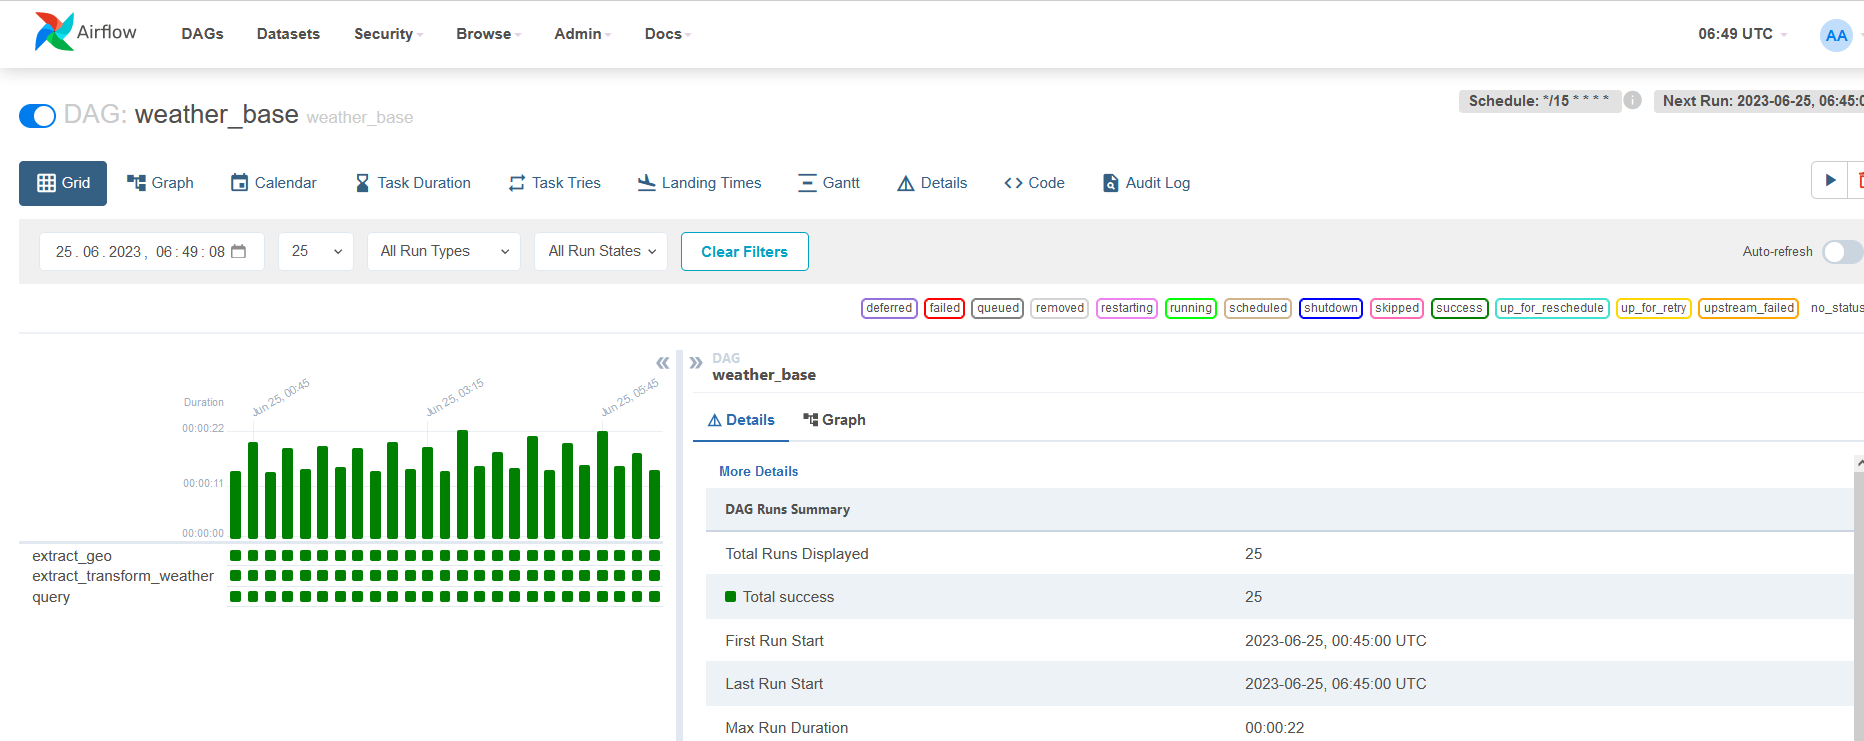 Airflow DAGs Datasets Security Browse Admin Docs 06:49 UTC AA
DAG: weather_base weather_base
Schedule: */15 * * * * i Next Run: 2023-06-25, 06:45:0
Grid Graph Calendar Task Duration Task Tries Landing Times Gantt Details Code Audit Log
25 . 06 . 2023 , 06 : 49 : 08 25 All Run Types All Run States Clear Filters Auto-refresh
deferred failed queued removed restarting running scheduled shutdown skipped success up_for_reschedule up_for_retry upstream_failed no_status
Duration
Jun 25, 00:45 Jun 25, 03:15 Jun 25, 05:45
00:00:22
00:00:11
00:00:00
extract_geo
extract_transform_weather
query
DAG
weather_base
Details Graph
More Details
DAG Runs Summary
Total Runs Displayed 25
Total success 25
First Run Start 2023-06-25, 00:45:00 UTC
Last Run Start 2023-06-25, 06:45:00 UTC
Max Run Duration 00:00:22